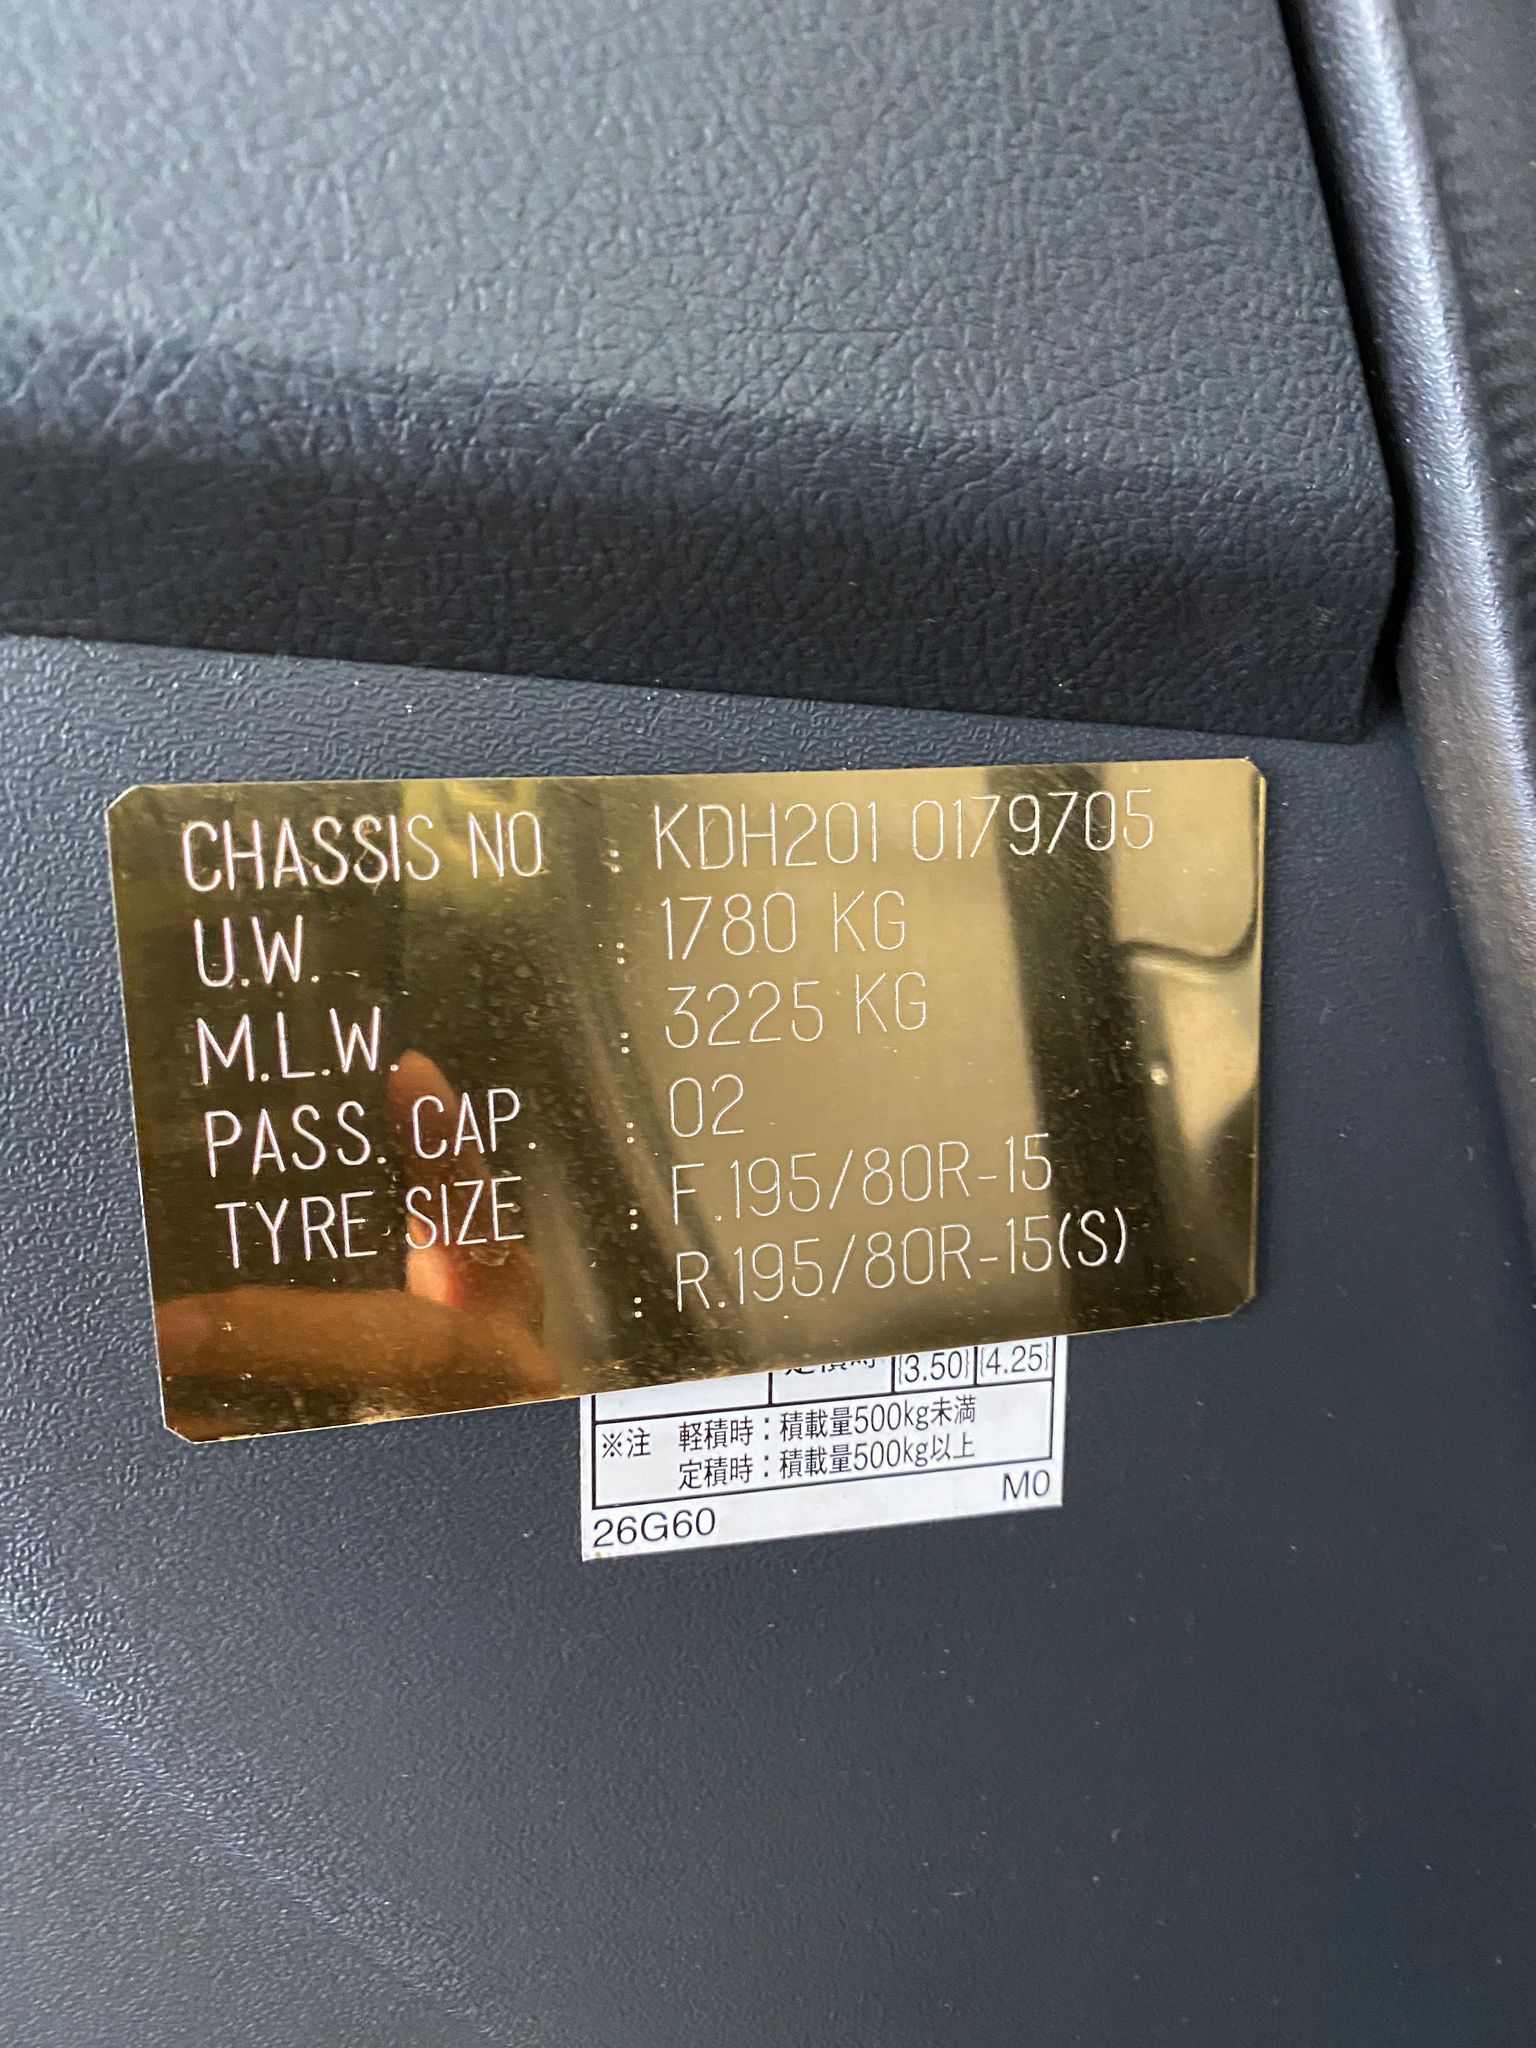 CHASSIS NO : KDH201 0179705
U.W. : 1780 KG
M.L.W. : 3225 KG
PASS. CAP. : 02
TYRE SIZE : F.195/80R-15
: R.195/80R-15(S)
{3.50} {4.25}
※注 軽積時：積載量500kg未満
定積時：積載量500kg以上
26G60 M0